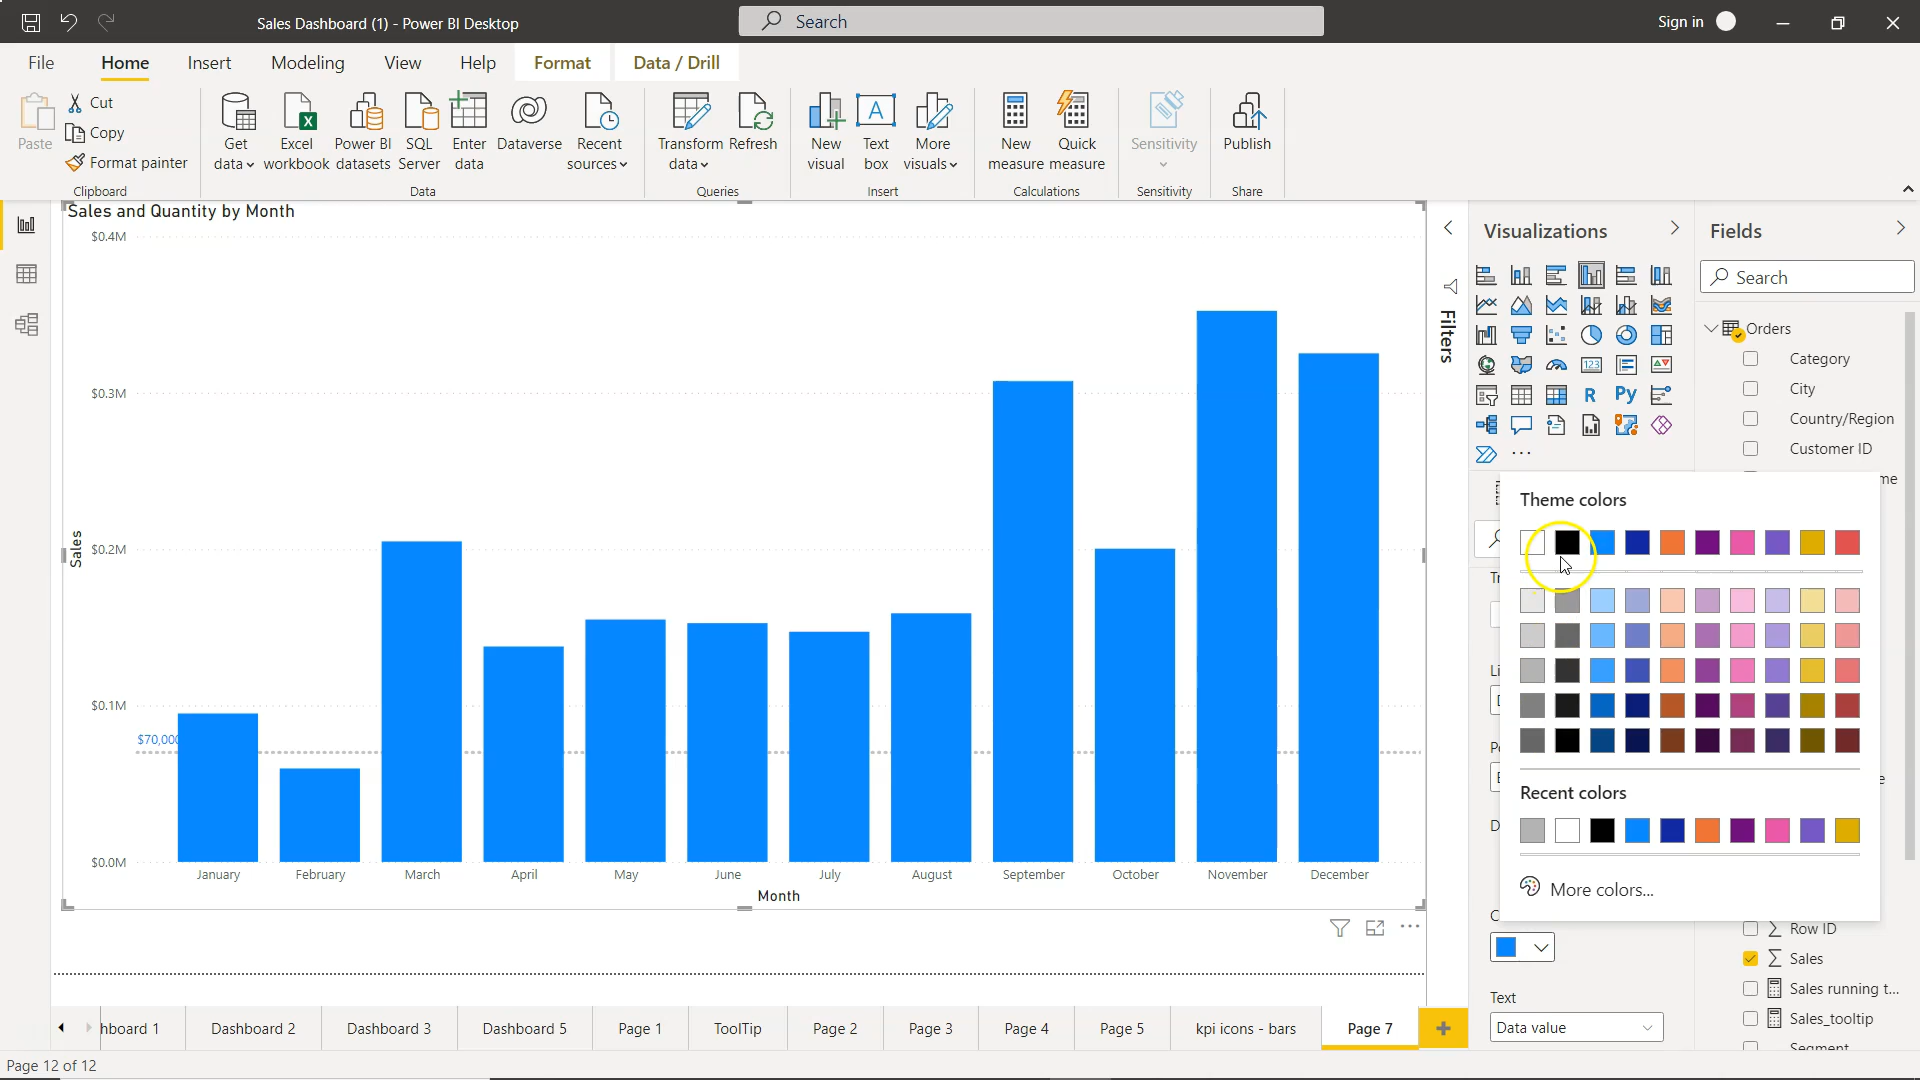 Sales Dashboard (1) - Power BI Desktop
Search
Sign in
File
Home
Insert
Modeling
View
Help
Format
Data / Drill
Paste
Cut
Copy
Format painter
Clipboard
Get data
Excel workbook
Power BI datasets
SQL Server
Enter data
Dataverse
Recent sources
Data
Transform data
Refresh
Queries
New visual
Text box
More visuals
Insert
New measure
Quick measure
Calculations
Sensitivity
Sensitivity
Publish
Share
Sales and Quantity by Month
$0.4M
$0.3M
$0.2M
$0.1M
$0.0M
$70,000
Sales
January
February
March
April
May
June
July
August
September
October
November
December
Month
Filters
Visualizations
R
Py
123
Theme colors
Recent colors
More colors...
Text
Data value
Fields
Search
Orders
Category
City
Country/Region
Customer ID
me
Row ID
Sales
Sales running t...
Sales_tooltip
Segment
hboard 1
Dashboard 2
Dashboard 3
Dashboard 5
Page 1
ToolTip
Page 2
Page 3
Page 4
Page 5
kpi icons - bars
Page 7
Page 12 of 12